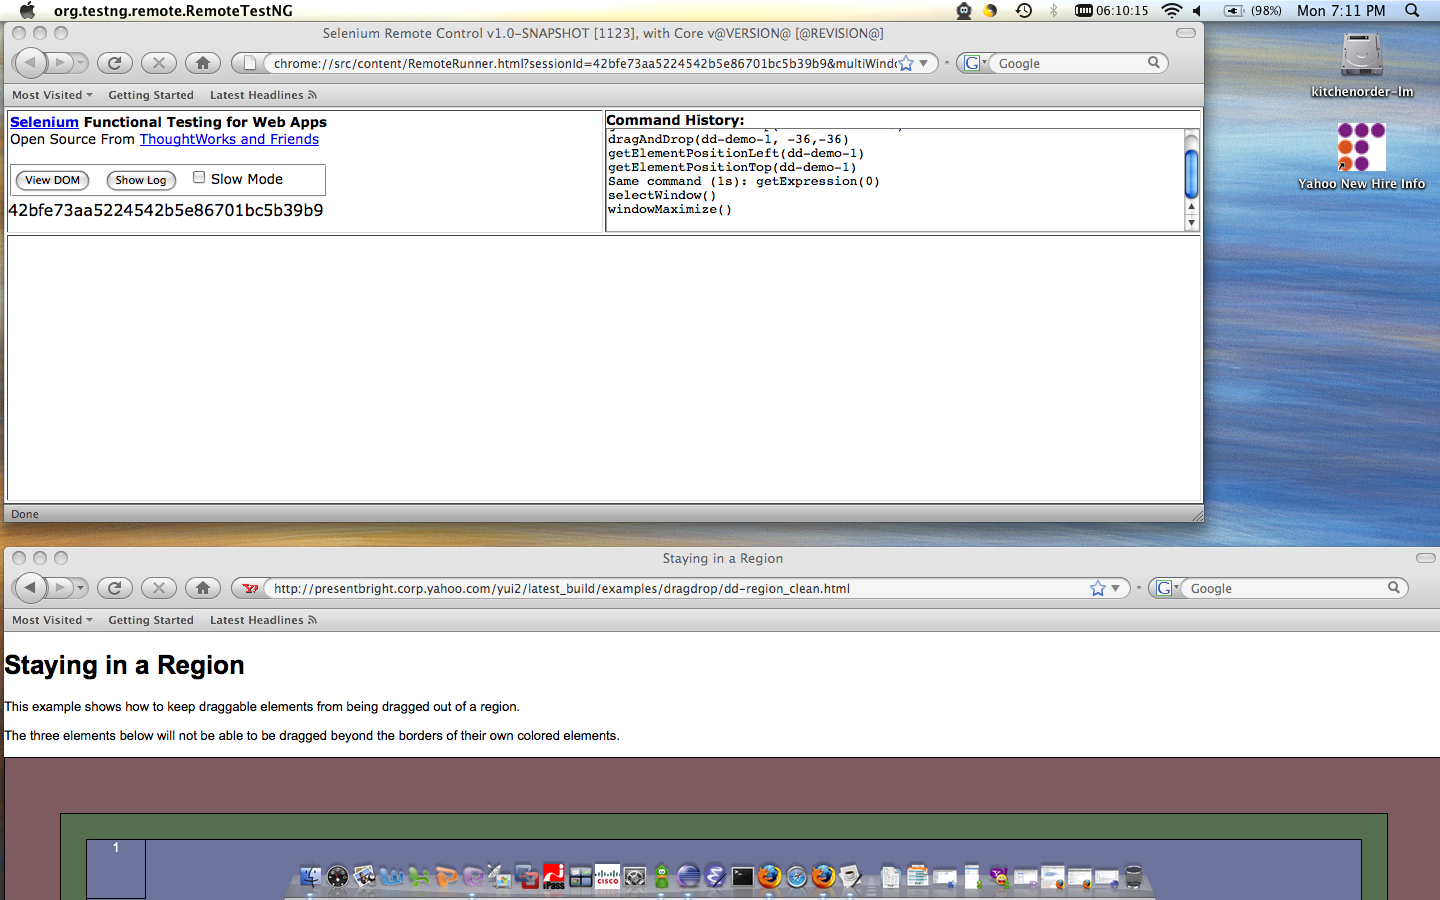 org.testng.remote.RemoteTestNG
06:10:15
(98%)
Mon 7:11 PM
Selenium Remote Control v1.0-SNAPSHOT [1123], with Core v@VERSION@ [@REVISION@]
chrome://src/content/RemoteRunner.html?sessionId=42bfe73aa5224542b5e86701bc5b39b9&multiWindo
Google
Most Visited
Getting Started
Latest Headlines
Selenium Functional Testing for Web Apps
Open Source From ThoughtWorks and Friends
View DOM
Show Log
Slow Mode
42bfe73aa5224542b5e86701bc5b39b9
Command History:
dragAndDrop(dd-demo-1, -36,-36)
getElementPositionLeft(dd-demo-1)
getElementPositionTop(dd-demo-1)
Same command (1s): getExpression(0)
selectWindow()
windowMaximize()
Done
kitchenorder-lm
Yahoo New Hire Info
Staying in a Region
http://presentbright.corp.yahoo.com/yui2/latest_build/examples/dragdrop/dd-region_clean.html
Google
Most Visited
Getting Started
Latest Headlines
Staying in a Region
This example shows how to keep draggable elements from being dragged out of a region.
The three elements below will not be able to be dragged beyond the borders of their own colored elements.
1
iPass
CISCO